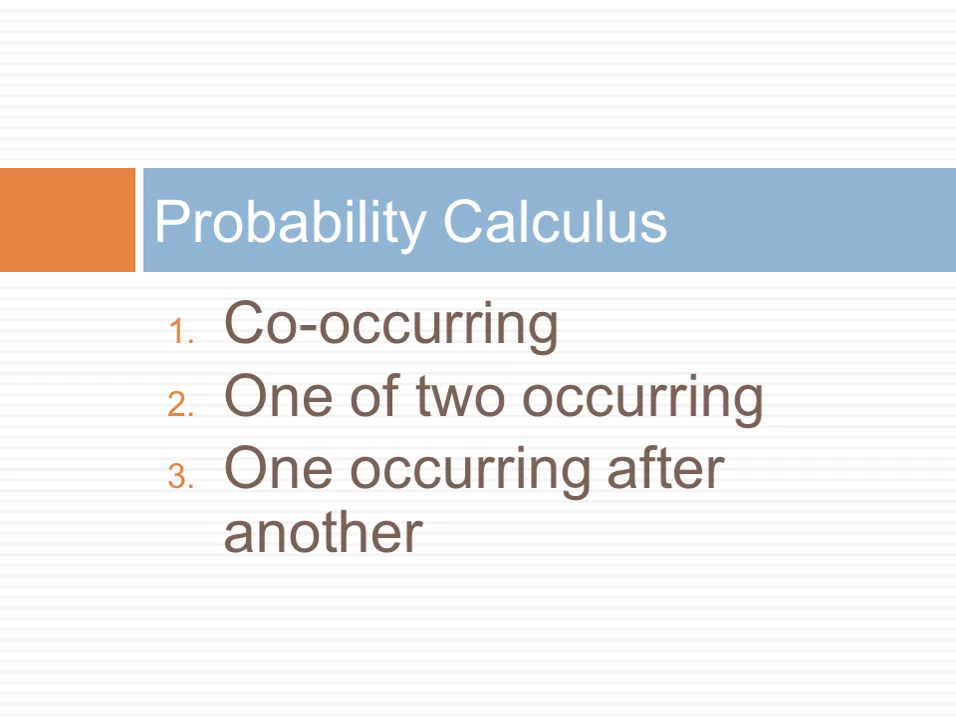 Probability Calculus
1. Co-occurring
2. One of two occurring
3. One occurring after
another